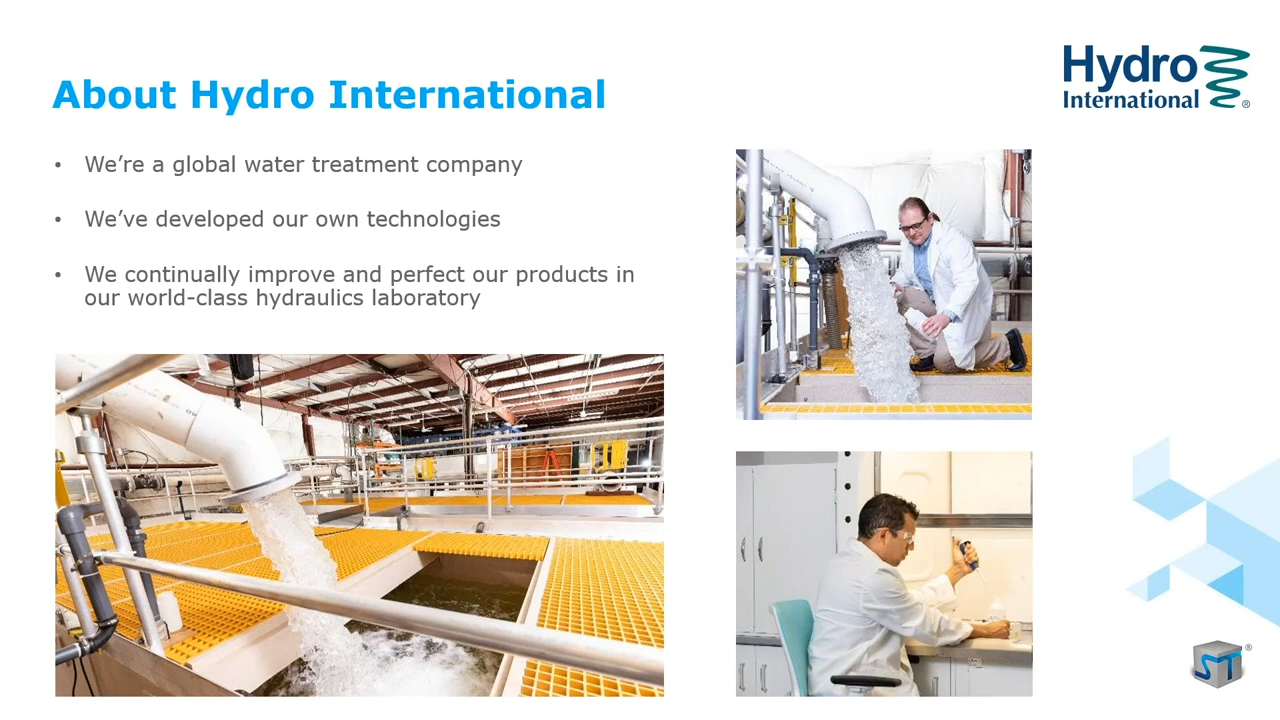 About Hydro International
Hydro
International
®
• We’re a global water treatment company
• We’ve developed our own technologies
• We continually improve and perfect our products in
our world-class hydraulics laboratory
ST
®